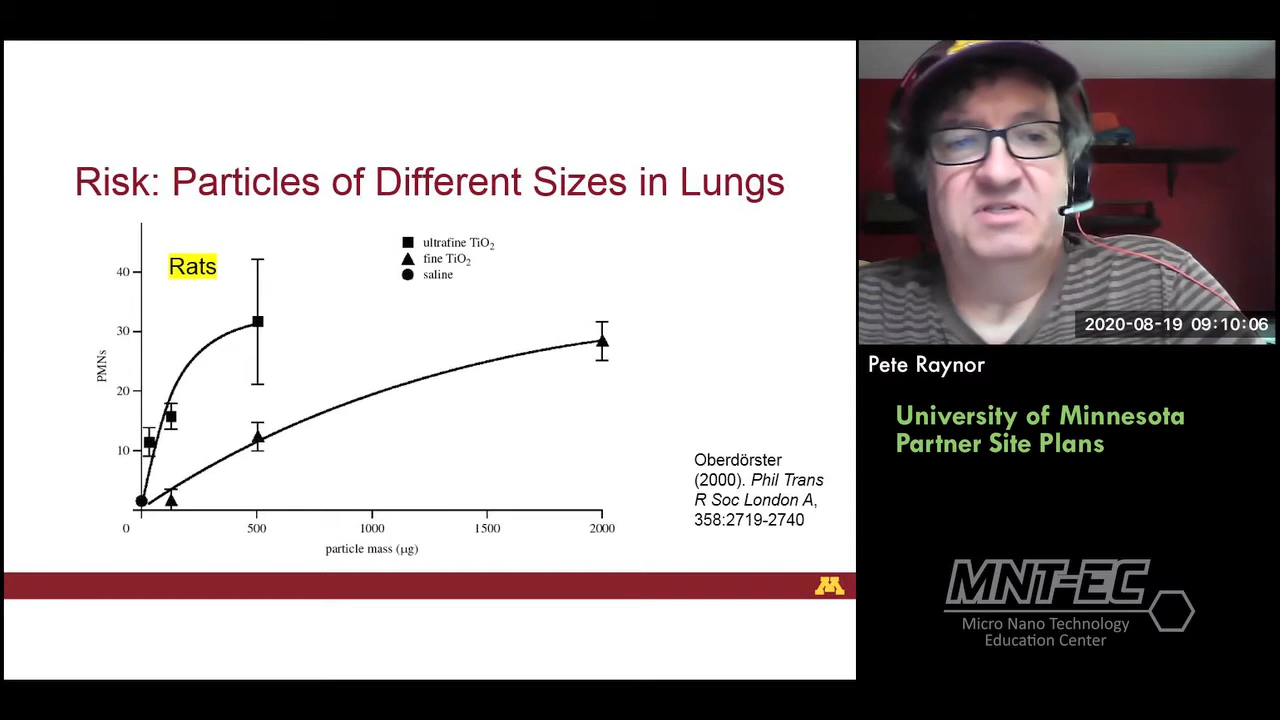 Risk: Particles of Different Sizes in Lungs
Rats
ultrafine TiO₂
fine TiO₂
saline
40
30
20
10
PMNs
0
500
1000
1500
2000
particle mass (μg)
Oberdörster
(2000). Phil Trans
R Soc London A,
358:2719-2740
M
2020-08-19 09:10:06
Pete Raynor
University of Minnesota
Partner Site Plans
MNT-EC
Micro Nano Technology
Education Center